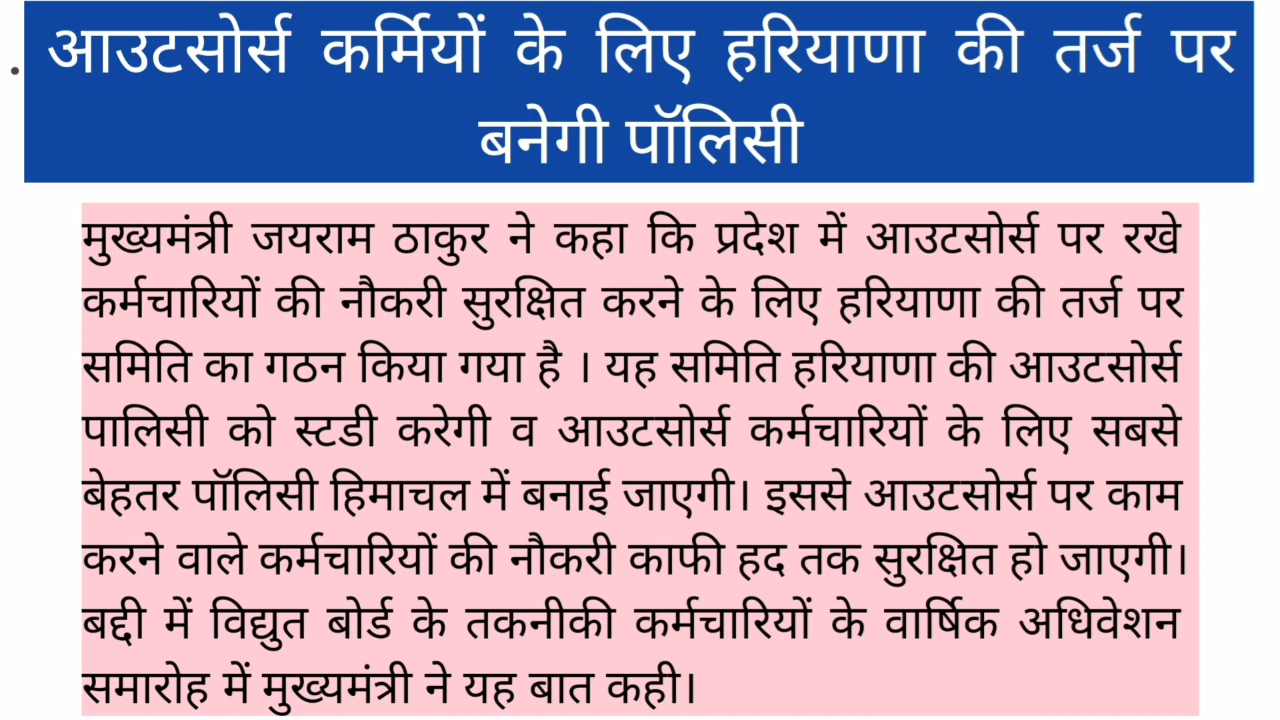 आउटसोर्स कर्मियों के लिए हरियाणा की तर्ज पर
बनेगी पॉलिसी
मुख्यमंत्री जयराम ठाकुर ने कहा कि प्रदेश में आउटसोर्स पर रखे
कर्मचारियों की नौकरी सुरक्षित करने के लिए हरियाणा की तर्ज पर
समिति का गठन किया गया है । यह समिति हरियाणा की आउटसोर्स
पालिसी को स्टडी करेगी व आउटसोर्स कर्मचारियों के लिए सबसे
बेहतर पॉलिसी हिमाचल में बनाई जाएगी। इससे आउटसोर्स पर काम
करने वाले कर्मचारियों की नौकरी काफी हद तक सुरक्षित हो जाएगी।
बद्दी में विद्युत बोर्ड के तकनीकी कर्मचारियों के वार्षिक अधिवेशन
समारोह में मुख्यमंत्री ने यह बात कही।